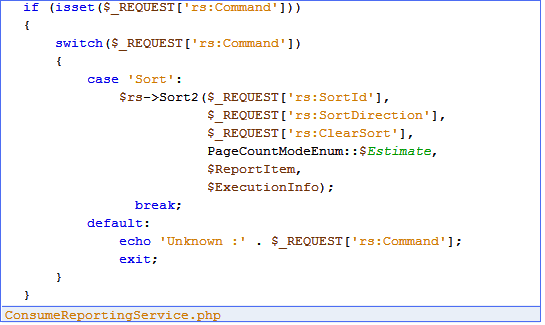 if (isset($_REQUEST['rs:Command']))
{
    switch($_REQUEST['rs:Command'])
    {
        case 'Sort':
            $rs->Sort2($_REQUEST['rs:SortId'],
                       $_REQUEST['rs:SortDirection'],
                       $_REQUEST['rs:ClearSort'],
                       PageCountModeEnum::$Estimate,
                       $ReportItem,
                       $ExecutionInfo);
              break;
        default:
            echo 'Unknown :' . $_REQUEST['rs:Command'];
            exit;
    }
}
ConsumeReportingService.php